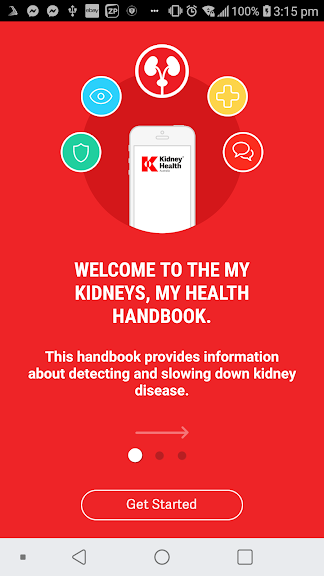 ebay
ZP
100% 3:15 pm
Kidney
Health
WELCOME TO THE MY
KIDNEYS, MY HEALTH
HANDBOOK.
This handbook provides information
about detecting and slowing down kidney
disease.
Get Started